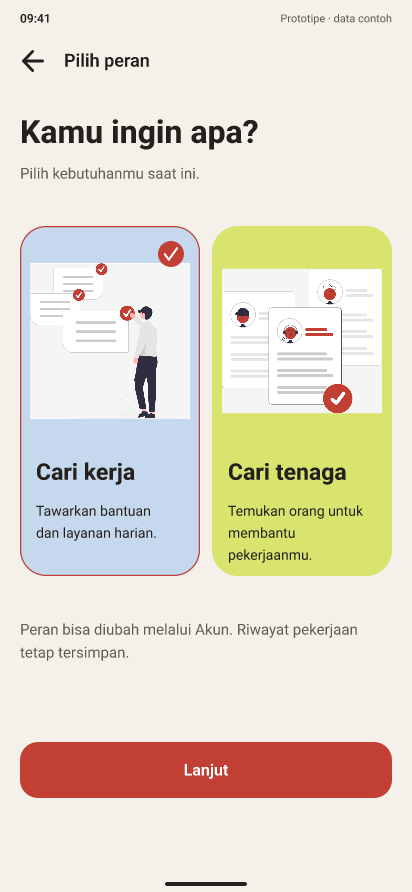 09:41
Prototipe · data contoh
Pilih peran
Kamu ingin apa?
Pilih kebutuhanmu saat ini.
Cari kerja
Tawarkan bantuan
dan layanan harian.
Cari tenaga
Temukan orang untuk
membantu
pekerjaanmu.
Peran bisa diubah melalui Akun. Riwayat pekerjaan
tetap tersimpan.
Lanjut